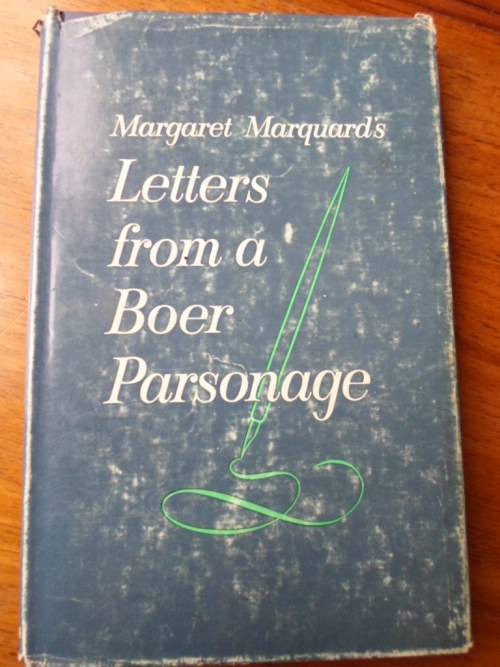 Margaret Marquard's
Letters
from a
Boer
Parsonage